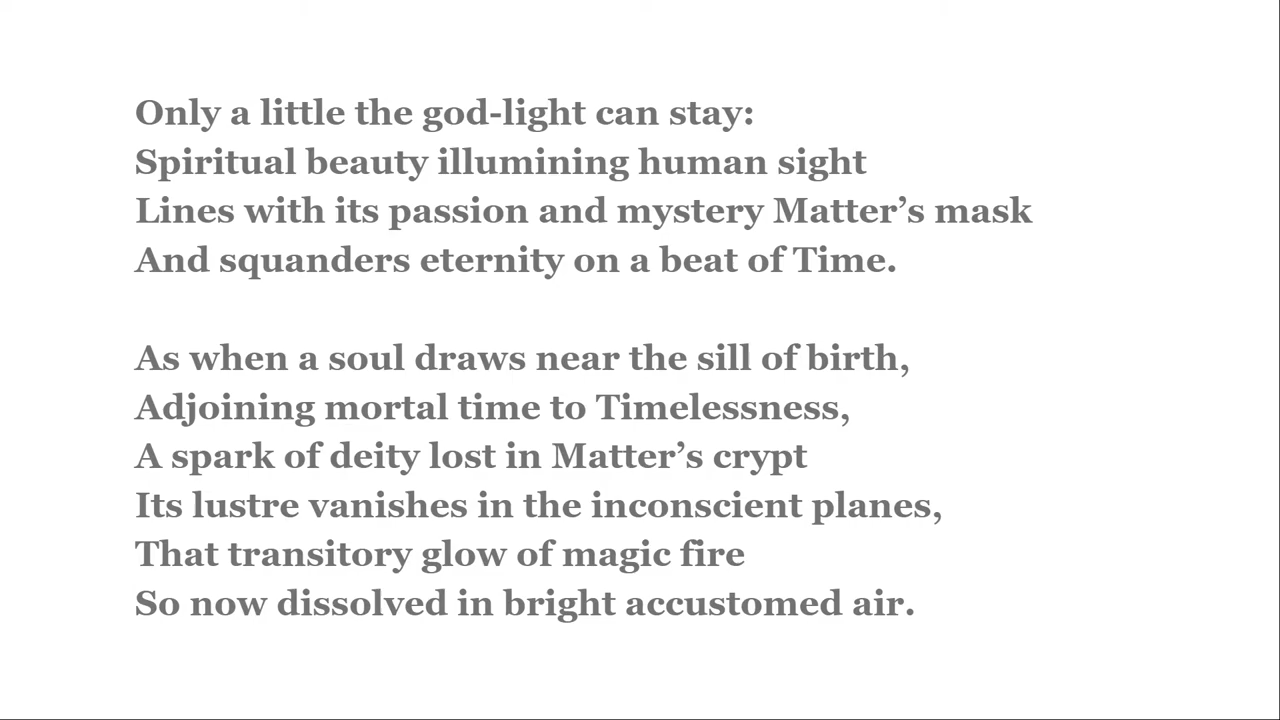 Only a little the god-light can stay:
Spiritual beauty illumining human sight
Lines with its passion and mystery Matter’s mask
And squanders eternity on a beat of Time.
As when a soul draws near the sill of birth,
Adjoining mortal time to Timelessness,
A spark of deity lost in Matter’s crypt
Its lustre vanishes in the inconscient planes,
That transitory glow of magic fire
So now dissolved in bright accustomed air.